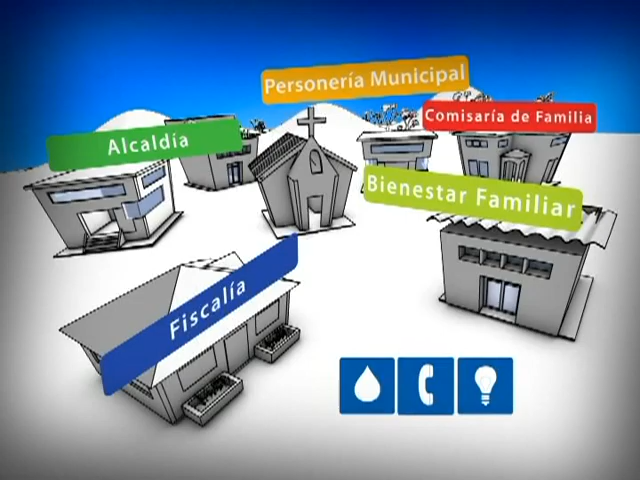 Personería Municipal
Comisaría de Familia
Alcaldía
Bienestar Familiar
Fiscalía